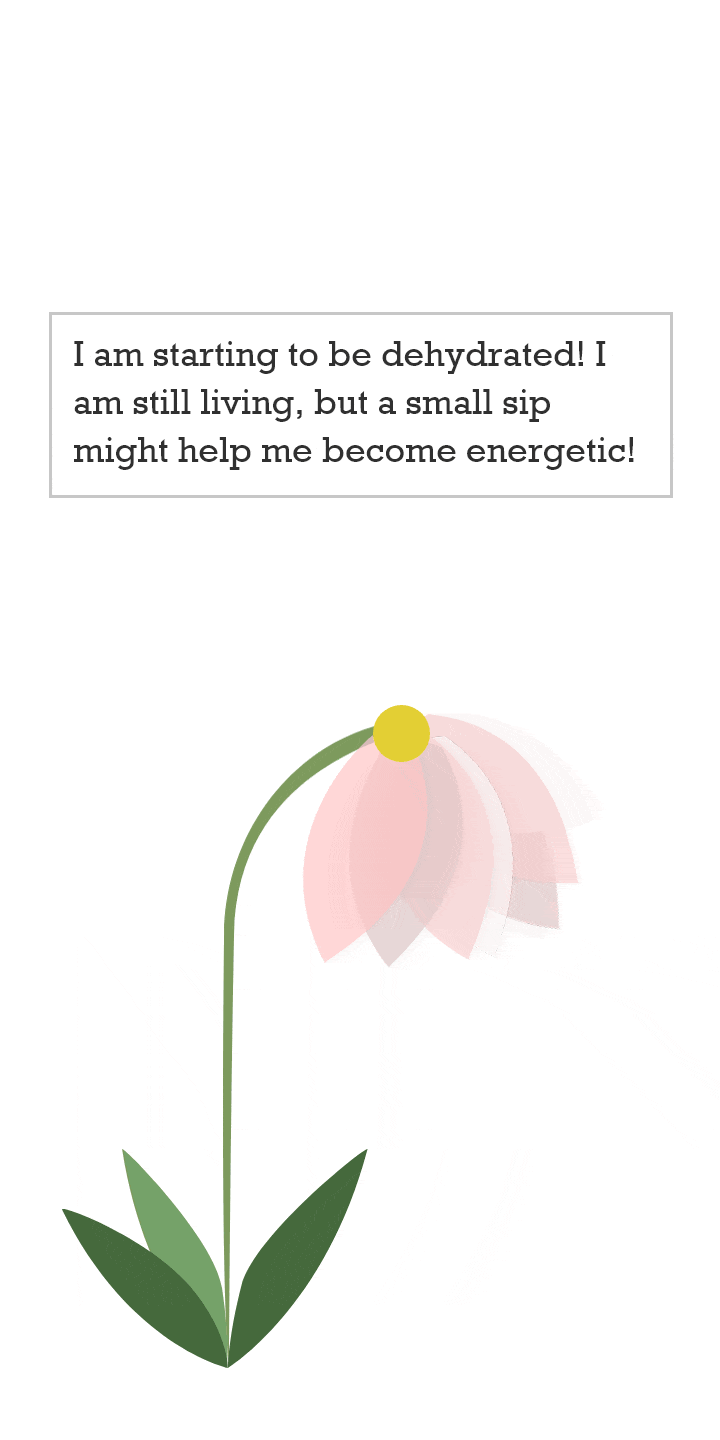 I am starting to be dehydrated! I
am still living, but a small sip
might help me become energetic!